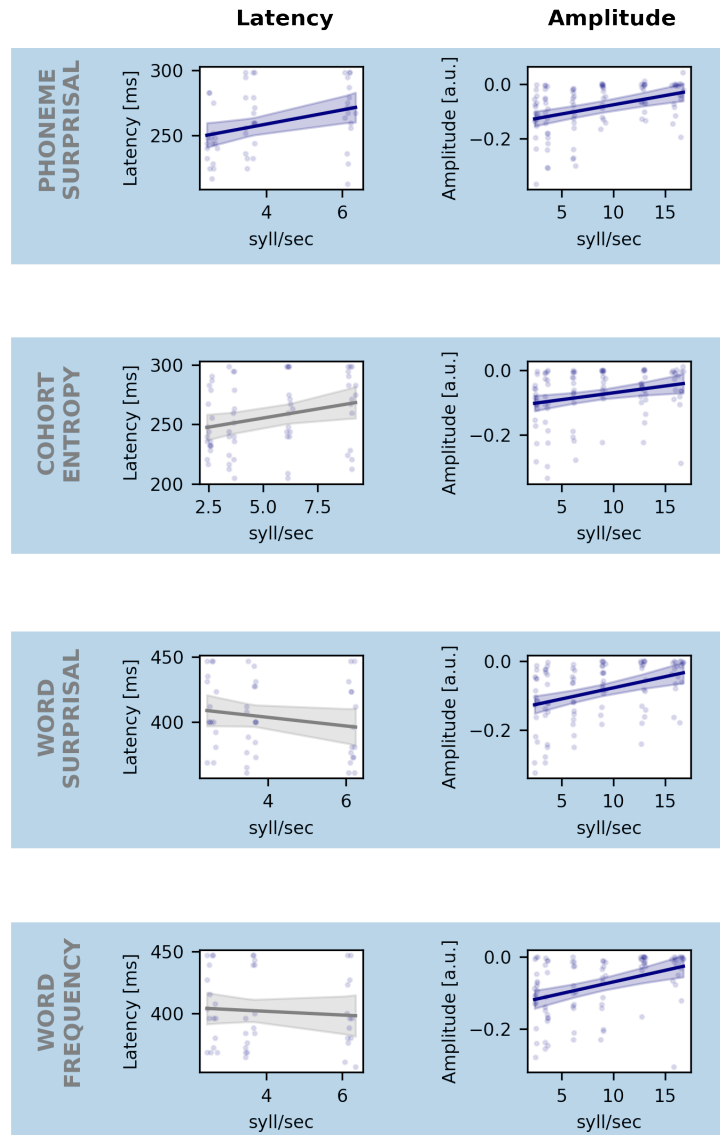 Latency
Amplitude
PHONEME
SURPRISAL
Latency [ms]
300
250
4
6
syll/sec
Amplitude [a.u.]
0.0
−0.2
5
10
15
syll/sec
COHORT
ENTROPY
Latency [ms]
300
250
200
2.5
5.0
7.5
syll/sec
Amplitude [a.u.]
0.0
−0.2
5
10
15
syll/sec
WORD
SURPRISAL
Latency [ms]
450
400
4
6
syll/sec
Amplitude [a.u.]
0.0
−0.2
5
10
15
syll/sec
WORD
FREQUENCY
Latency [ms]
450
400
4
6
syll/sec
Amplitude [a.u.]
0.0
−0.2
5
10
15
syll/sec